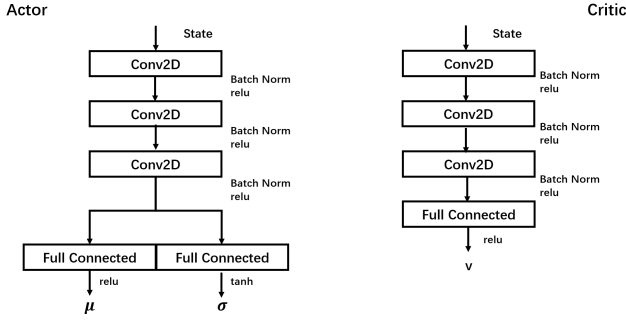 Actor
State
Conv2D
Batch Norm
relu
Conv2D
Batch Norm
relu
Conv2D
Batch Norm
relu
Full Connected
Full Connected
relu
tanh
μ
σ
Critic
State
Conv2D
Batch Norm
relu
Conv2D
Batch Norm
relu
Conv2D
Batch Norm
relu
Full Connected
relu
v